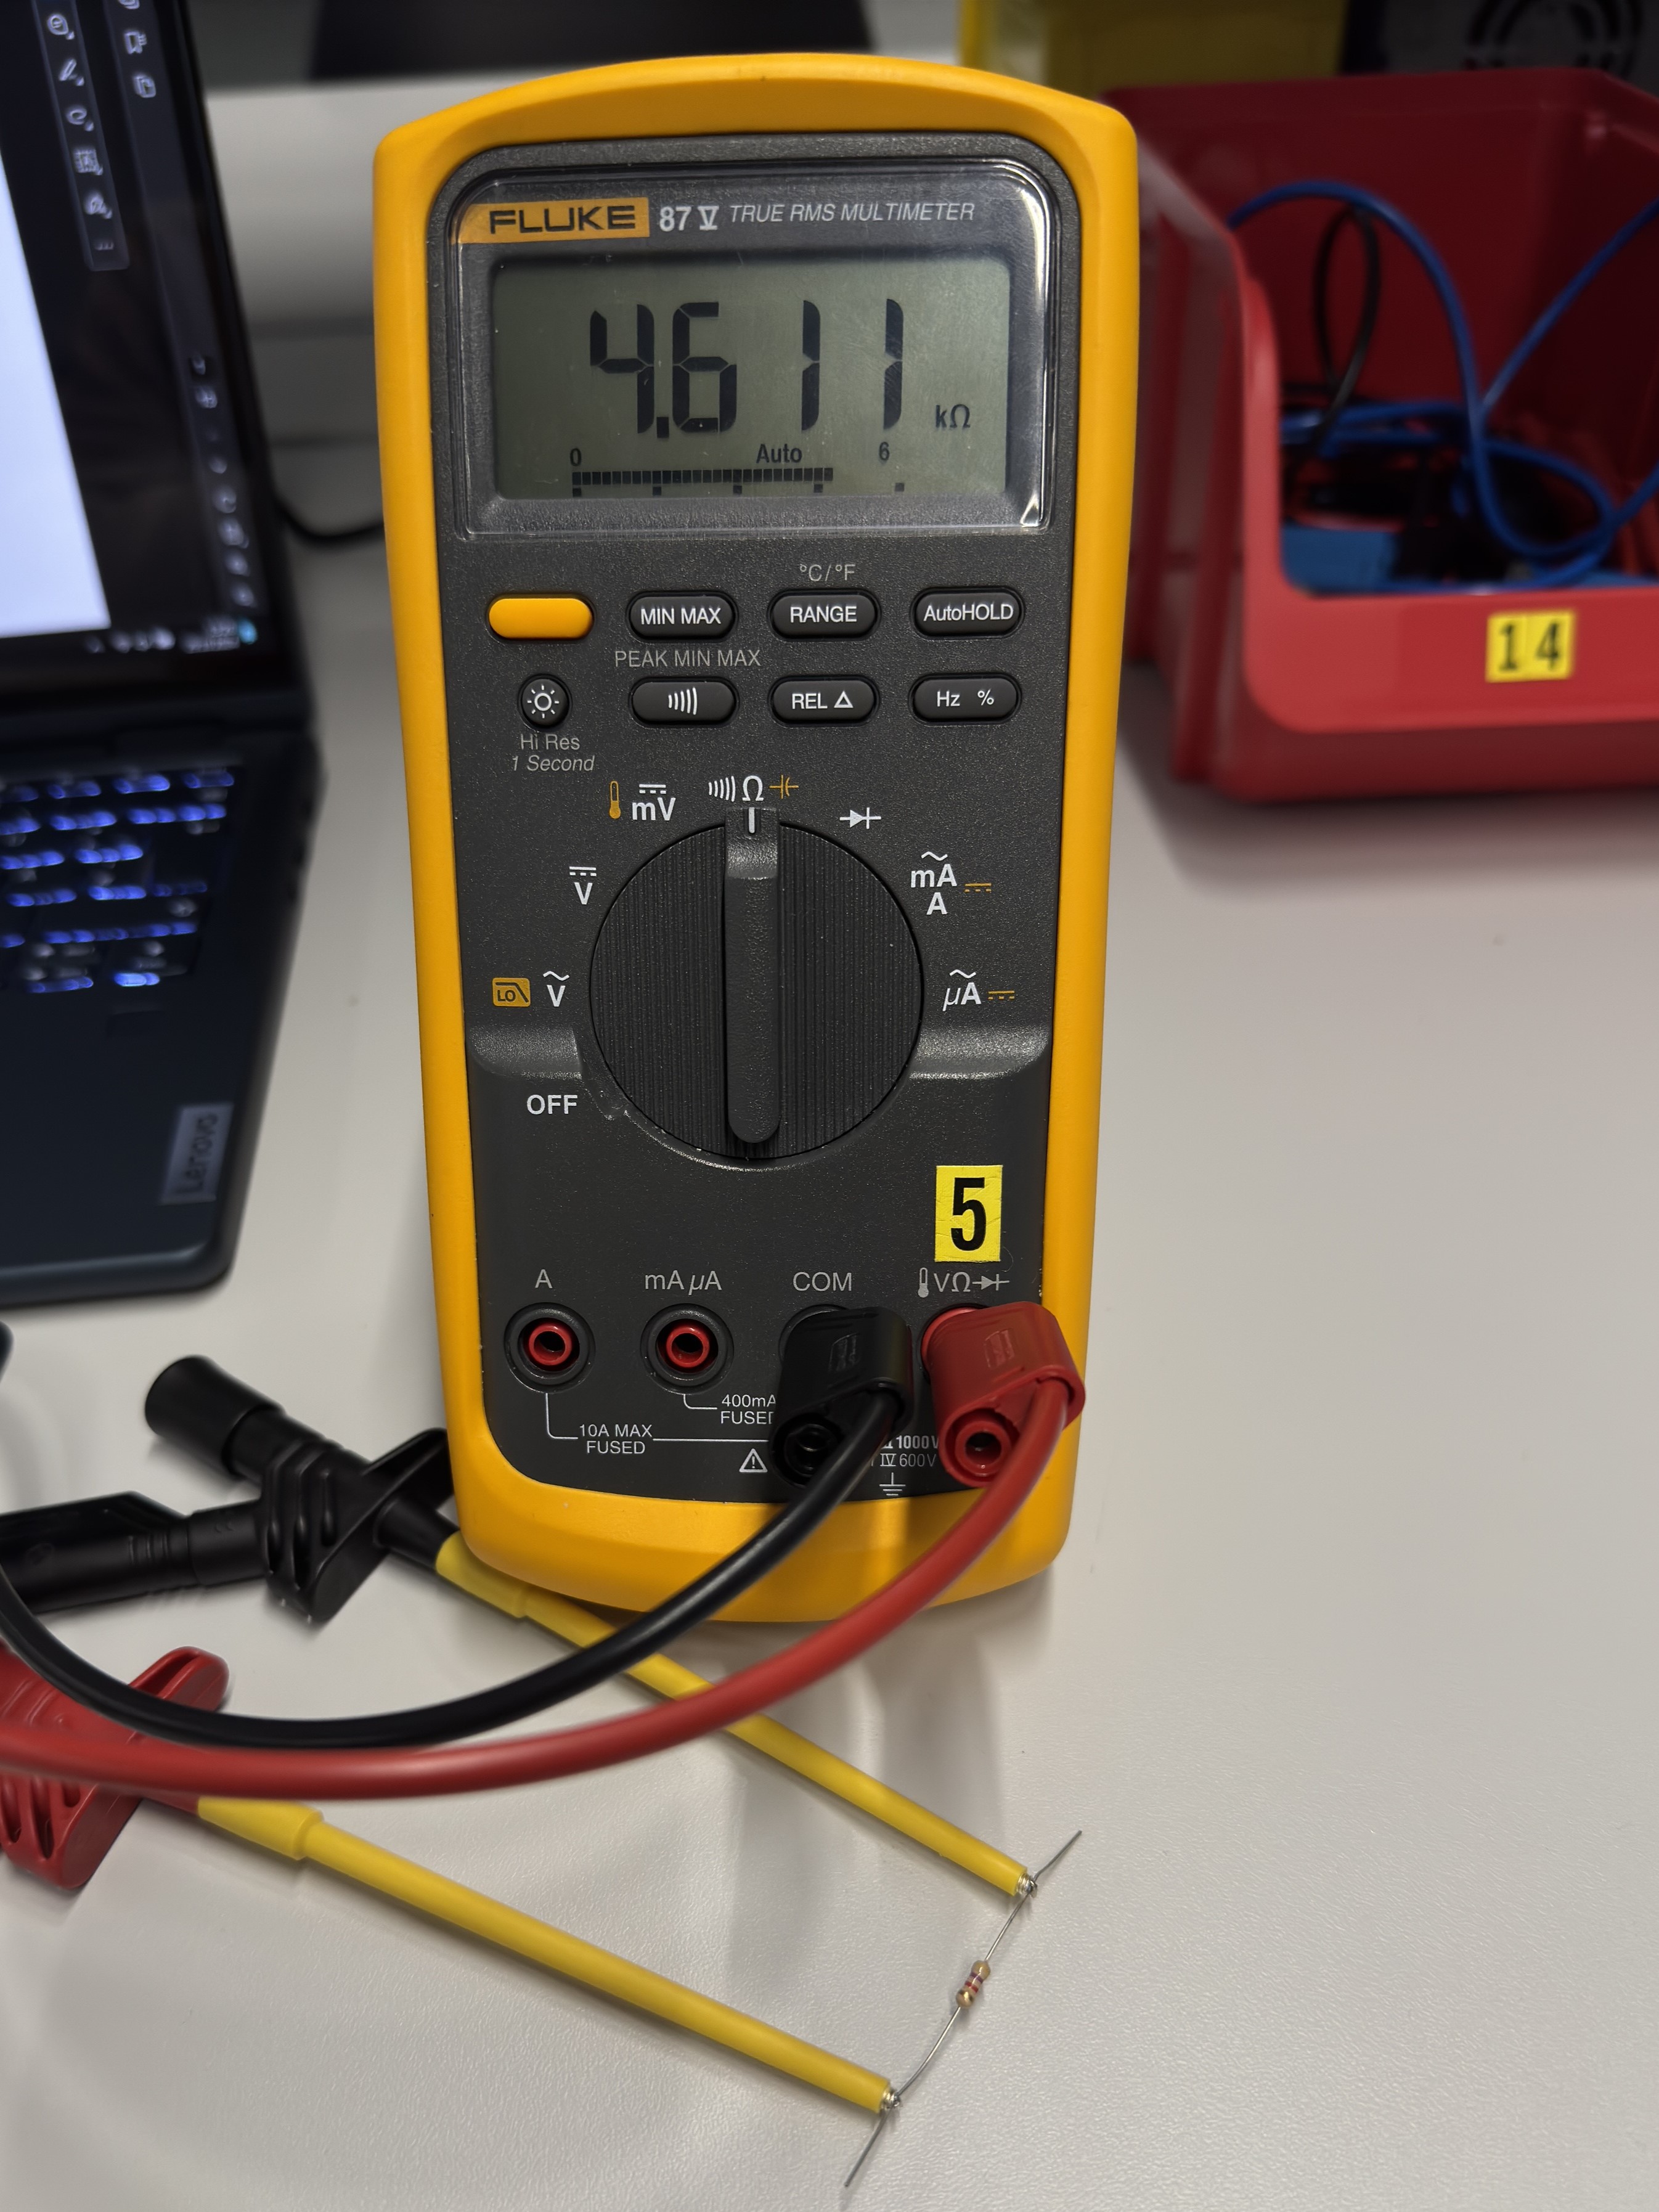 FLUKE 87 V TRUE RMS MULTIMETER
4.611 kΩ
0 Auto 6
°C/°F
MIN MAX RANGE AutoHOLD
PEAK MIN MAX
REL Δ Hz %
Hi Res
1 Second
14
mV Ω
V mA
A
LO V µA
OFF
Lenovo
5
A mA µA COM VΩ
400mA
FUSED
10A MAX
FUSED
1000V
IV 600V